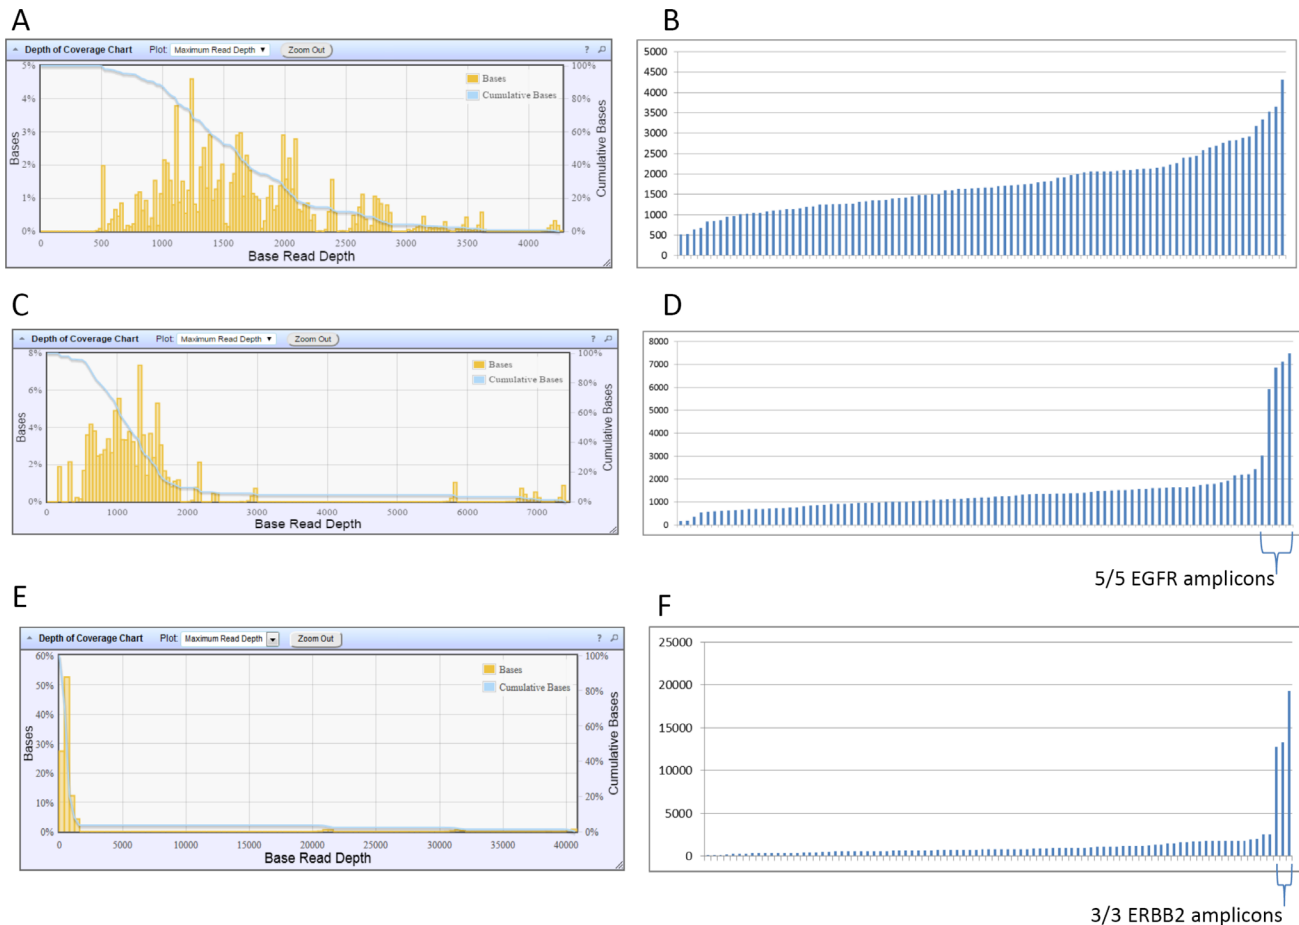 A
Depth of Coverage Chart Plot: Maximum Read Depth Zoom Out ?
5%
4%
3%
2%
1%
0%
Bases
100%
80%
60%
40%
20%
0%
Cumulative Bases
Bases
Cumulative Bases
0 500 1000 1500 2000 2500 3000 3500 4000
Base Read Depth
B
5000
4500
4000
3500
3000
2500
2000
1500
1000
500
0
C
Depth of Coverage Chart Plot: Maximum Read Depth Zoom Out ?
8%
6%
4%
2%
0%
Bases
100%
80%
60%
40%
20%
0%
Cumulative Bases
Bases
Cumulative Bases
0 1000 2000 3000 4000 5000 6000 7000
Base Read Depth
D
8000
7000
6000
5000
4000
3000
2000
1000
0
5/5 EGFR amplicons
E
Depth of Coverage Chart Plot: Maximum Read Depth Zoom Out ?
60%
50%
40%
30%
20%
10%
0%
Bases
100%
80%
60%
40%
20%
0%
Cumulative Bases
Bases
Cumulative Bases
0 5000 10000 15000 20000 25000 30000 35000 40000
Base Read Depth
F
25000
20000
15000
10000
5000
0
3/3 ERBB2 amplicons